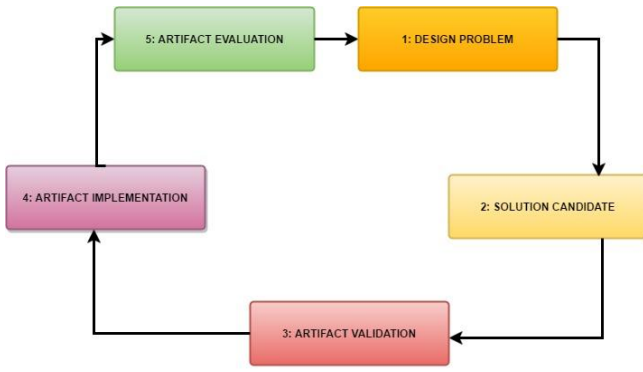 5: ARTIFACT EVALUATION
1: DESIGN PROBLEM
4: ARTIFACT IMPLEMENTATION
2: SOLUTION CANDIDATE
3: ARTIFACT VALIDATION